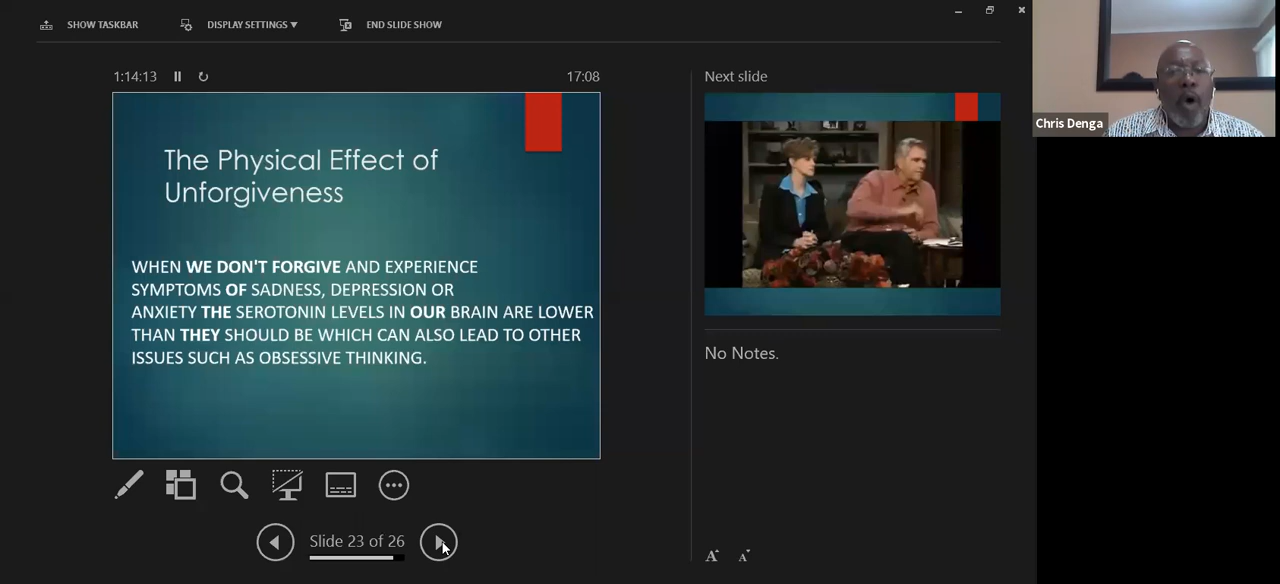 SHOW TASKBAR
DISPLAY SETTINGS ▼
END SLIDE SHOW
1:14:13
17:08
The Physical Effect of
Unforgiveness
WHEN WE DON'T FORGIVE AND EXPERIENCE
SYMPTOMS OF SADNESS, DEPRESSION OR
ANXIETY THE SEROTONIN LEVELS IN OUR BRAIN ARE LOWER
THAN THEY SHOULD BE WHICH CAN ALSO LEAD TO OTHER
ISSUES SUCH AS OBSESSIVE THINKING.
Slide 23 of 26
Next slide
No Notes.
A A
Chris Denga